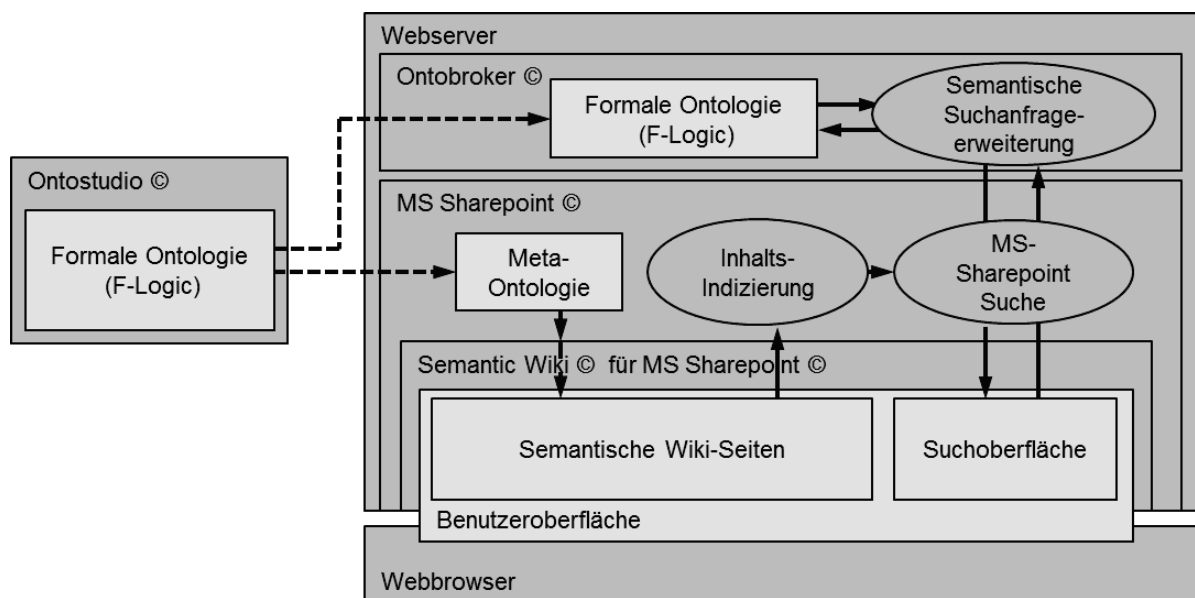 Webserver
Ontobroker ©
Formale Ontologie
(F-Logic)
Semantische
Suchanfrage-
erweiterung
Ontostudio ©
Formale Ontologie
(F-Logic)
MS Sharepoint ©
Meta-
Ontologie
Inhalts-
Indizierung
MS-
Sharepoint
Suche
Semantic Wiki © für MS Sharepoint ©
Semantische Wiki-Seiten
Suchoberfläche
Benutzeroberfläche
Webbrowser